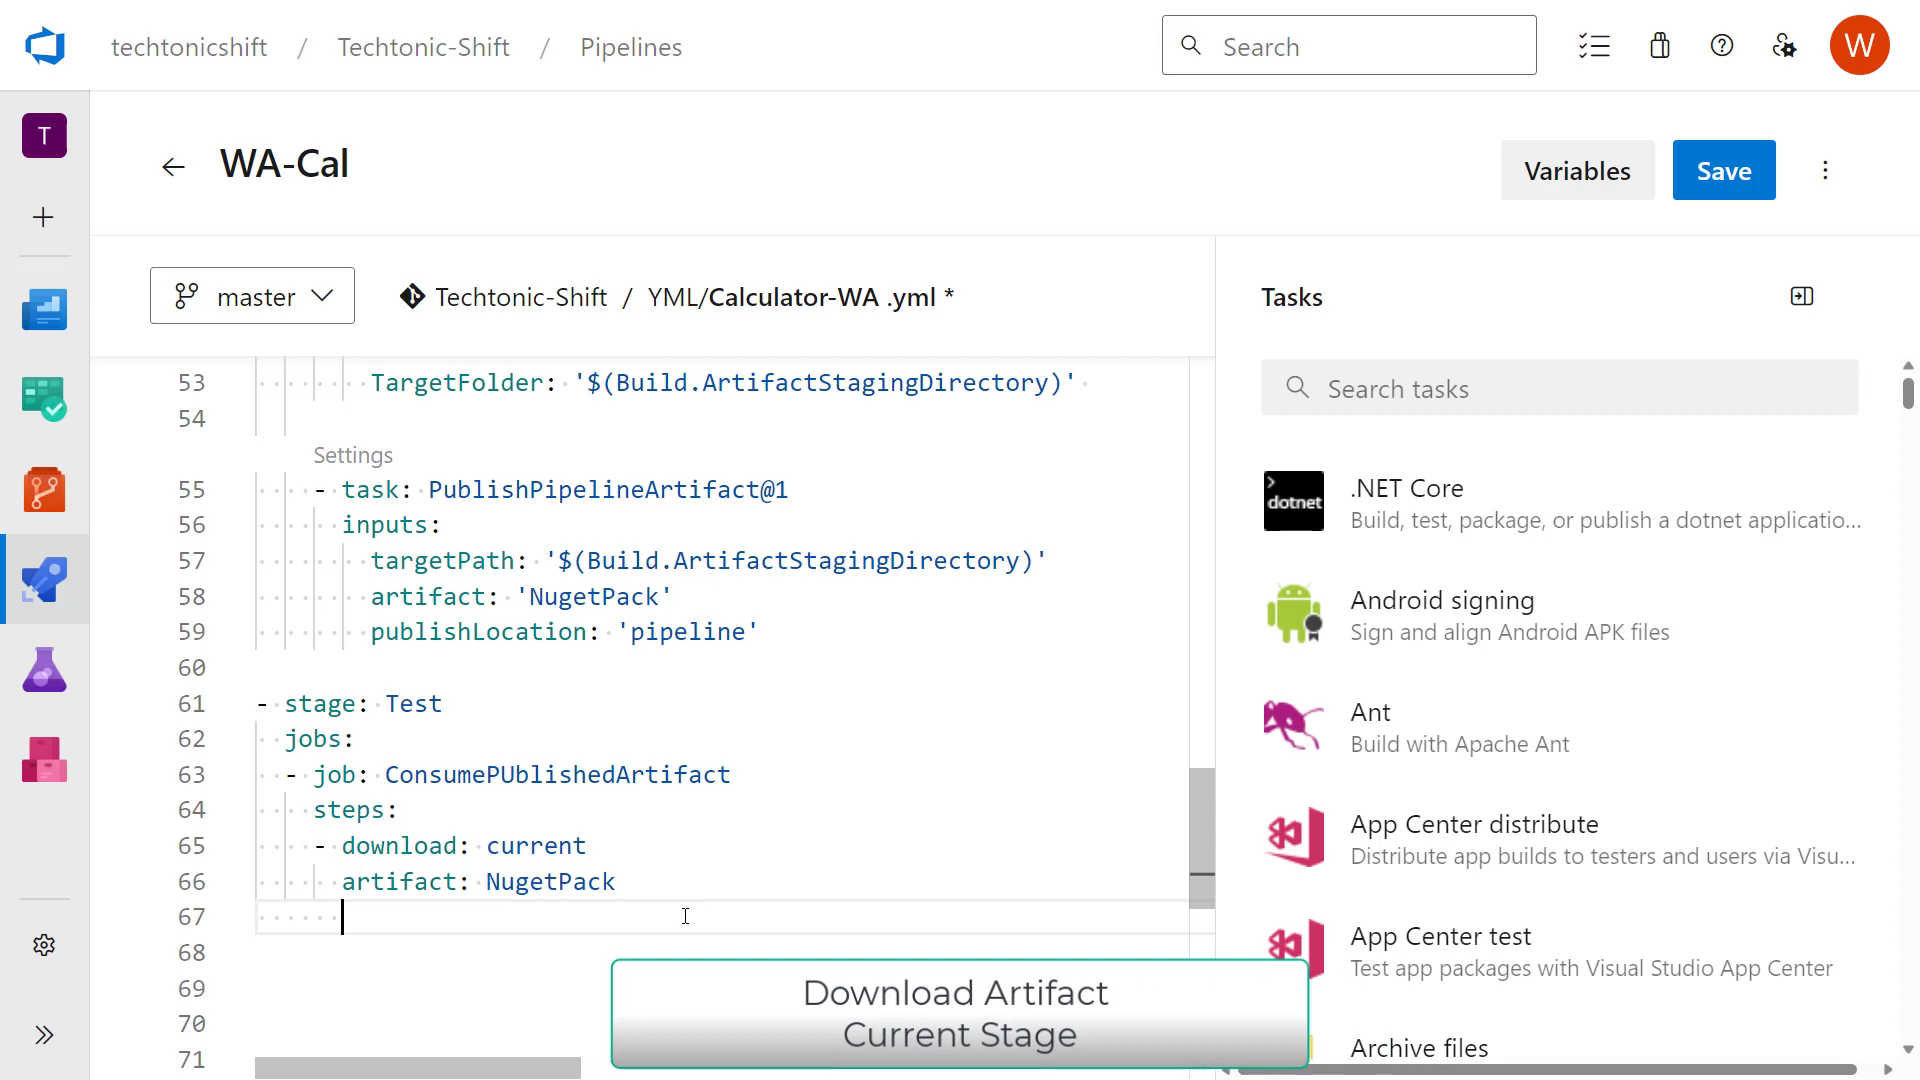 techtonicshift / Techtonic-Shift / Pipelines
Search
W
T
WA-Cal
Variables
Save
master
Techtonic-Shift / YML/Calculator-WA .yml *
53 TargetFolder: '$(Build.ArtifactStagingDirectory)'
54
Settings
55 - task: PublishPipelineArtifact@1
56 inputs:
57 targetPath: '$(Build.ArtifactStagingDirectory)'
58 artifact: 'NugetPack'
59 publishLocation: 'pipeline'
60
61 - stage: Test
62 jobs:
63 - job: ConsumePUblishedArtifact
64 steps:
65 - download: current
66 artifact: NugetPack
67
68
69
70
71
Tasks
Search tasks
dotnet
.NET Core
Build, test, package, or publish a dotnet applicatio...
Android signing
Sign and align Android APK files
Ant
Build with Apache Ant
App Center distribute
Distribute app builds to testers and users via Visu...
App Center test
Test app packages with Visual Studio App Center
Archive files
Download Artifact
Current Stage